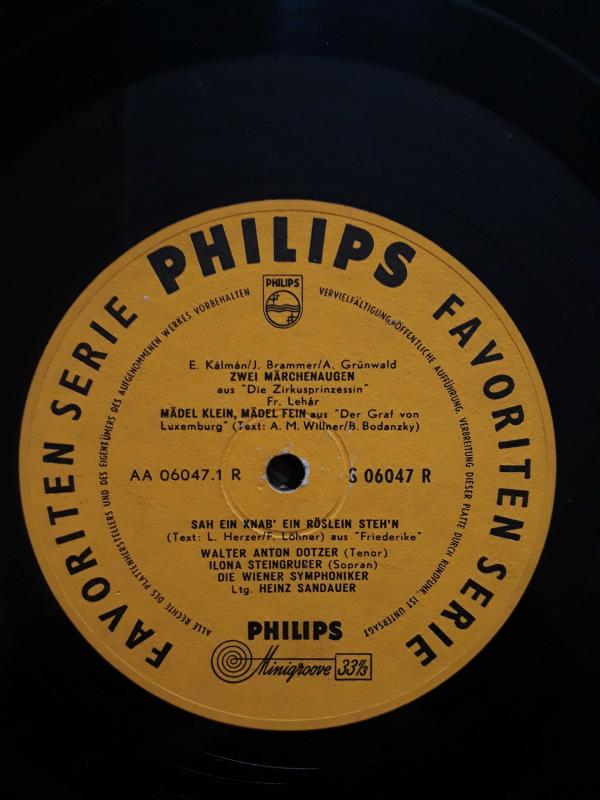 PHILIPS
FAVORITEN SERIE
FAVORITEN SERIE
PHILIPS
ALLE RECHTE DES PLATTENHERSTELLERS UND DES EIGENTÜMERS DES AUFGENOMMENEN WERKES VORBEHALTEN
VERVIELFÄLTIGUNG, ÖFFENTLICHE AUFFÜHRUNG, VERBREITUNG DIESER PLATTE DURCH RUNDFUNK, IST UNTERSAGT
E. Kálmán/J. Brammer/A. Grünwald
ZWEI MÄRCHENAUGEN
aus "Die Zirkusprinzessin"
Fr. Lehár
MÄDEL KLEIN, MÄDEL FEIN aus "Der Graf von
Luxemburg" (Text: A. M. Willner/B. Bodanzky)
AA 06047.1 R
S 06047 R
SAH EIN KNAB' EIN RÖSLEIN STEH'N
(Text: L. Herzer/F. Löhner) aus "Friederike"
WALTER ANTON DOTZER (Tenor)
ILONA STEINGRUBER (Sopran)
DIE WIENER SYMPHONIKER
Ltg. HEINZ SANDAUER
PHILIPS
Minigroove 33⅓